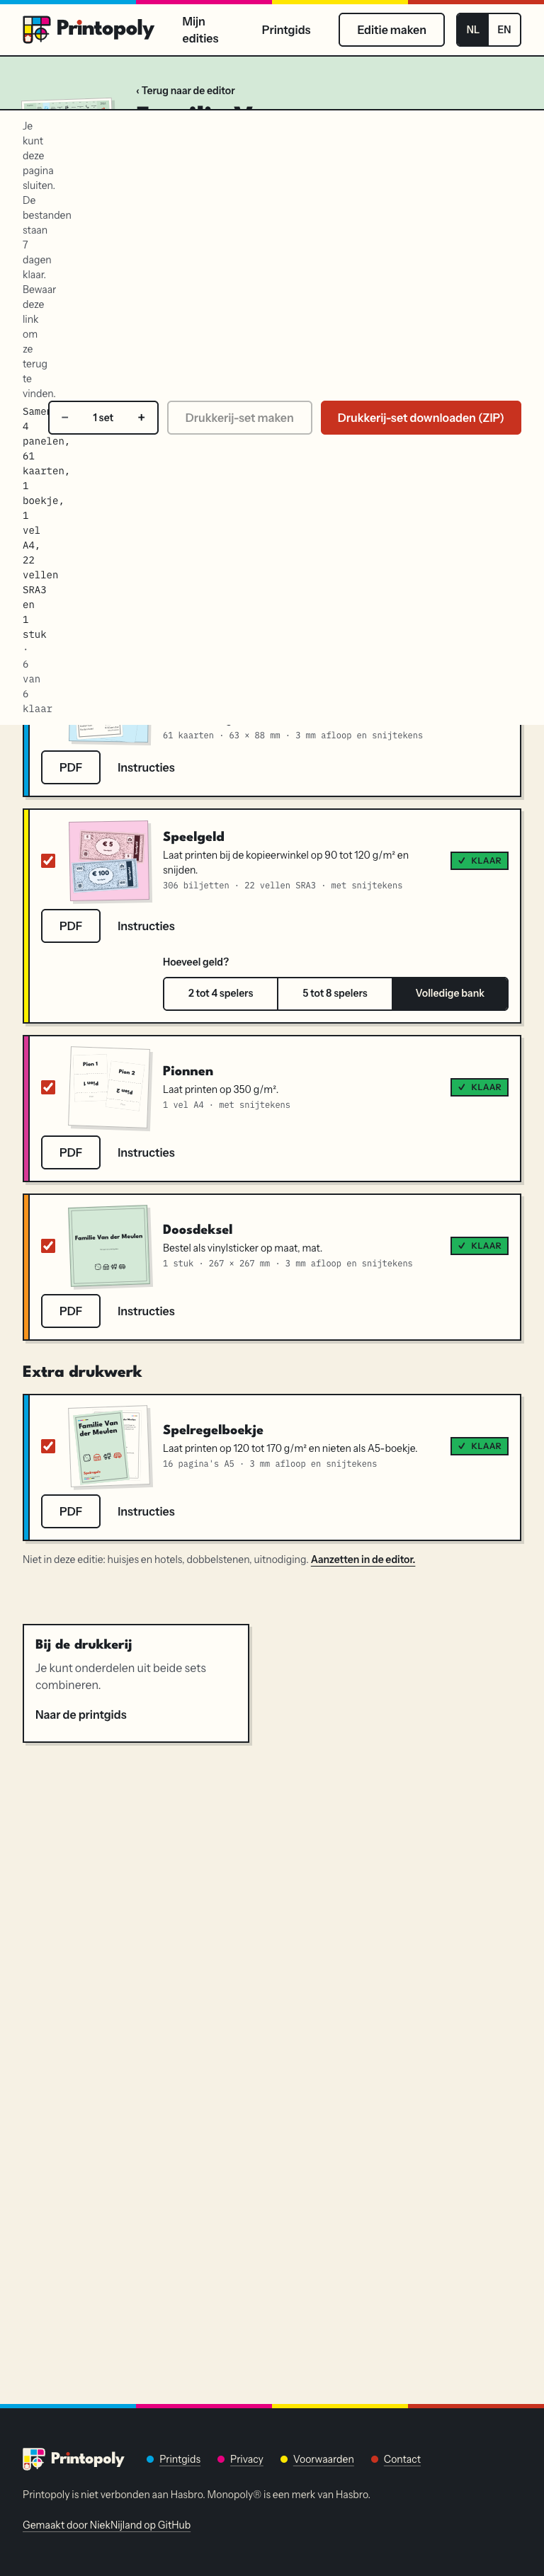 Printopoly
Mijn
edities
Printgids
Editie maken
NL
EN
‹ Terug naar de editor
Je
kunt
deze
pagina
sluiten.
De
bestanden
staan
7
dagen
klaar.
Bewaar
deze
link
om
ze
terug
te
vinden.
− 1 set +
Drukkerij-set maken
Drukkerij-set downloaden (ZIP)
4
panelen,
61
kaarten,
1
boekje,
1
vel
A4,
22
vellen
SRA3
en
1
stuk
·
6
van
6
klaar
61 kaarten · 63 × 88 mm · 3 mm afloop en snijtekens
PDF
Instructies
€ 5
€ 100
Speelgeld
Laat printen bij de kopieerwinkel op 90 tot 120 g/m² en
snijden.
306 biljetten · 22 vellen SRA3 · met snijtekens
✓ KLAAR
PDF
Instructies
Hoeveel geld?
2 tot 4 spelers
5 tot 8 spelers
Volledige bank
Pion 1
Pion 1
Pion 2
Pion 2
Pionnen
Laat printen op 350 g/m².
1 vel A4 · met snijtekens
✓ KLAAR
PDF
Instructies
Familie Van der Meulen
Doosdeksel
Bestel als vinylsticker op maat, mat.
1 stuk · 267 × 267 mm · 3 mm afloop en snijtekens
✓ KLAAR
PDF
Instructies
Extra drukwerk
Familie Van
der Meulen
Spelregels
Spelregelboekje
Laat printen op 120 tot 170 g/m² en nieten als A5-boekje.
16 pagina's A5 · 3 mm afloop en snijtekens
✓ KLAAR
PDF
Instructies
Niet in deze editie: huisjes en hotels, dobbelstenen, uitnodiging. Aanzetten in de editor.
Bij de drukkerij
Je kunt onderdelen uit beide sets
combineren.
Naar de printgids
Printopoly
Printgids
Privacy
Voorwaarden
Contact
Printopoly is niet verbonden aan Hasbro. Monopoly® is een merk van Hasbro.
Gemaakt door NiekNijland op GitHub